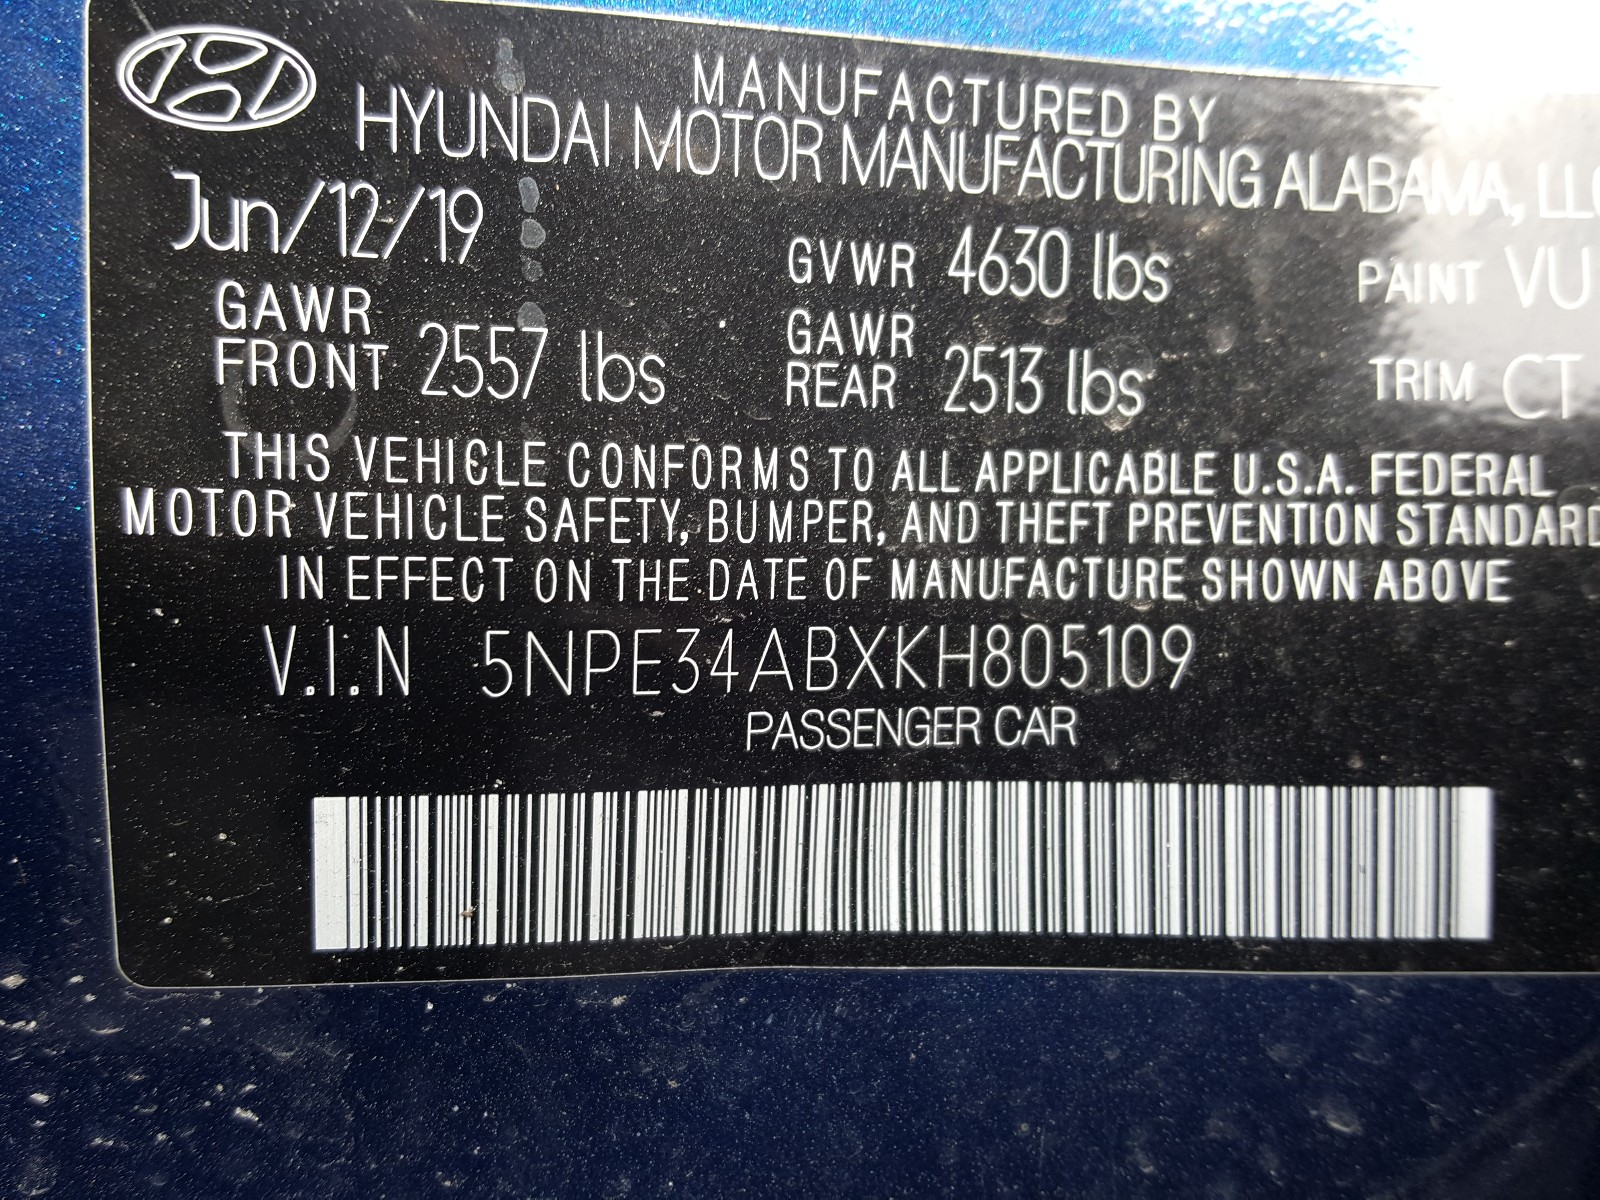 MANUFACTURED BY
HYUNDAI MOTOR MANUFACTURING ALABAMA, LLC
Jun/12/19
GVWR 4630 lbs
PAINT VU
GAWR FRONT 2557 lbs
GAWR REAR 2513 lbs
TRIM CT
THIS VEHICLE CONFORMS TO ALL APPLICABLE U.S.A. FEDERAL
MOTOR VEHICLE SAFETY, BUMPER, AND THEFT PREVENTION STANDARD
IN EFFECT ON THE DATE OF MANUFACTURE SHOWN ABOVE
V.I.N 5NPE34ABXKH805109
PASSENGER CAR